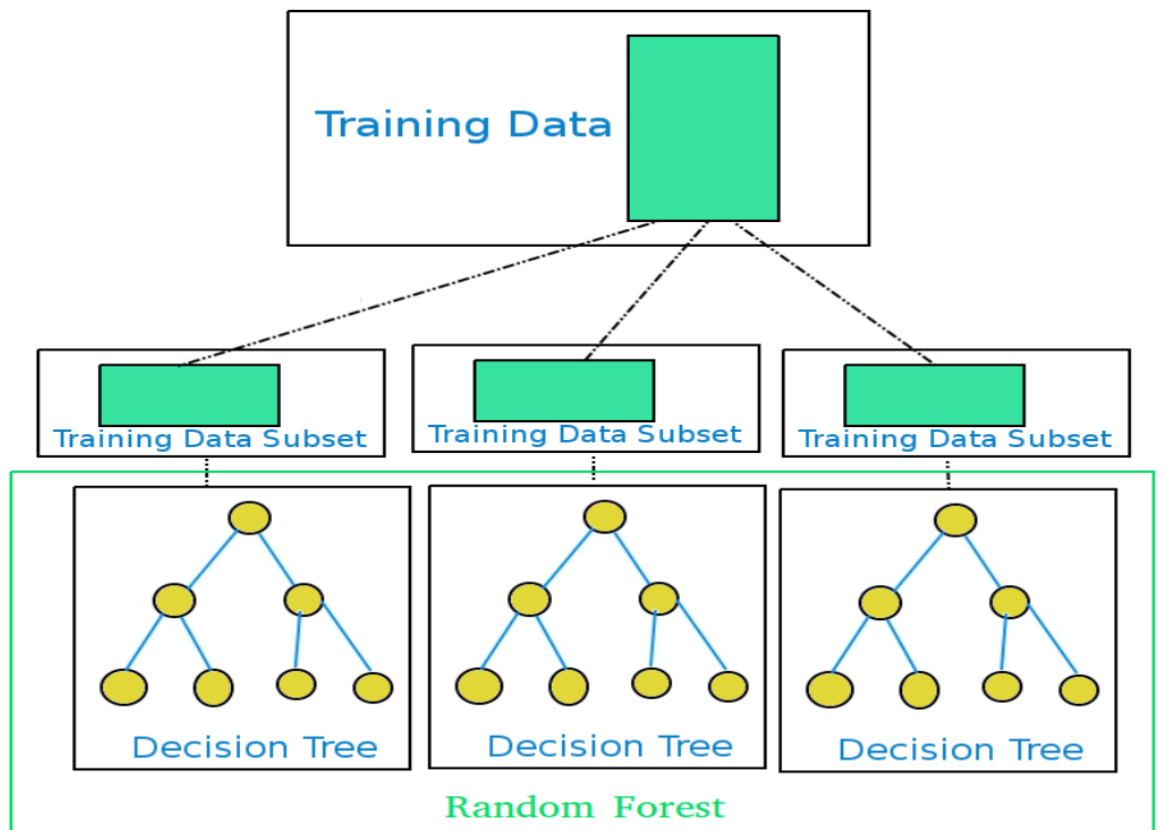 Training Data
Training Data Subset
Training Data Subset
Training Data Subset
Decision Tree
Decision Tree
Decision Tree
Random Forest